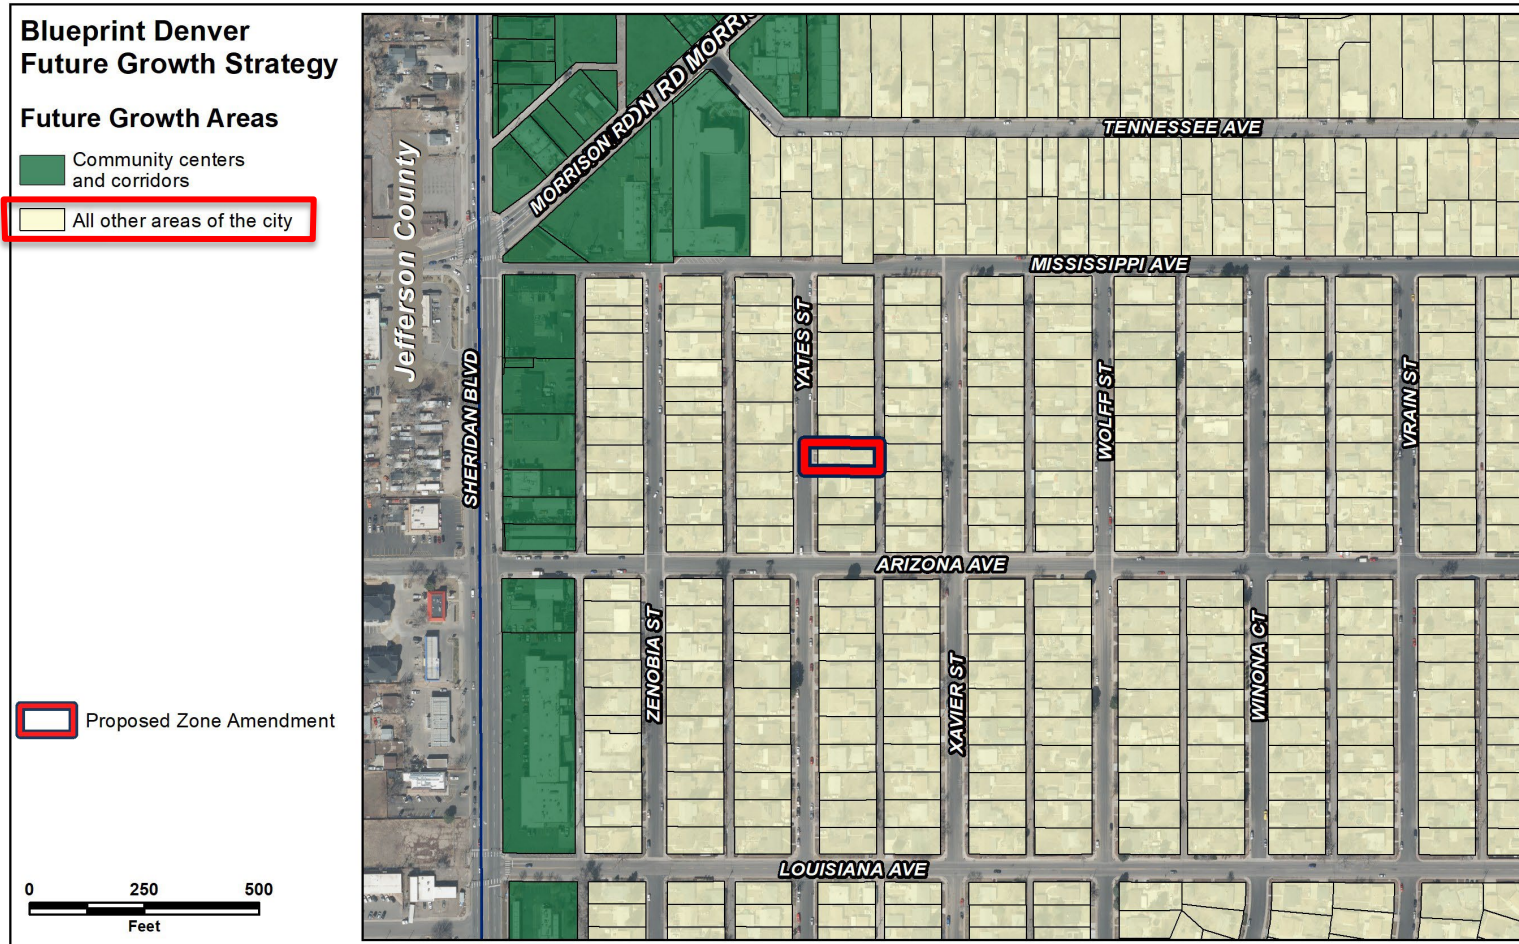 Blueprint Denver
Future Growth Strategy
Future Growth Areas
Community centers
and corridors
All other areas of the city
Proposed Zone Amendment
0 250 500
Feet
MORRISON RD
MORRISON RD
MORRIS
TENNESSEE AVE
Jefferson County
MISSISSIPPI AVE
SHERIDAN BLVD
YATES ST
WOLFF ST
VRAIN ST
ARIZONA AVE
ZENOBIA ST
XAVIER ST
WINONA CT
LOUISIANA AVE